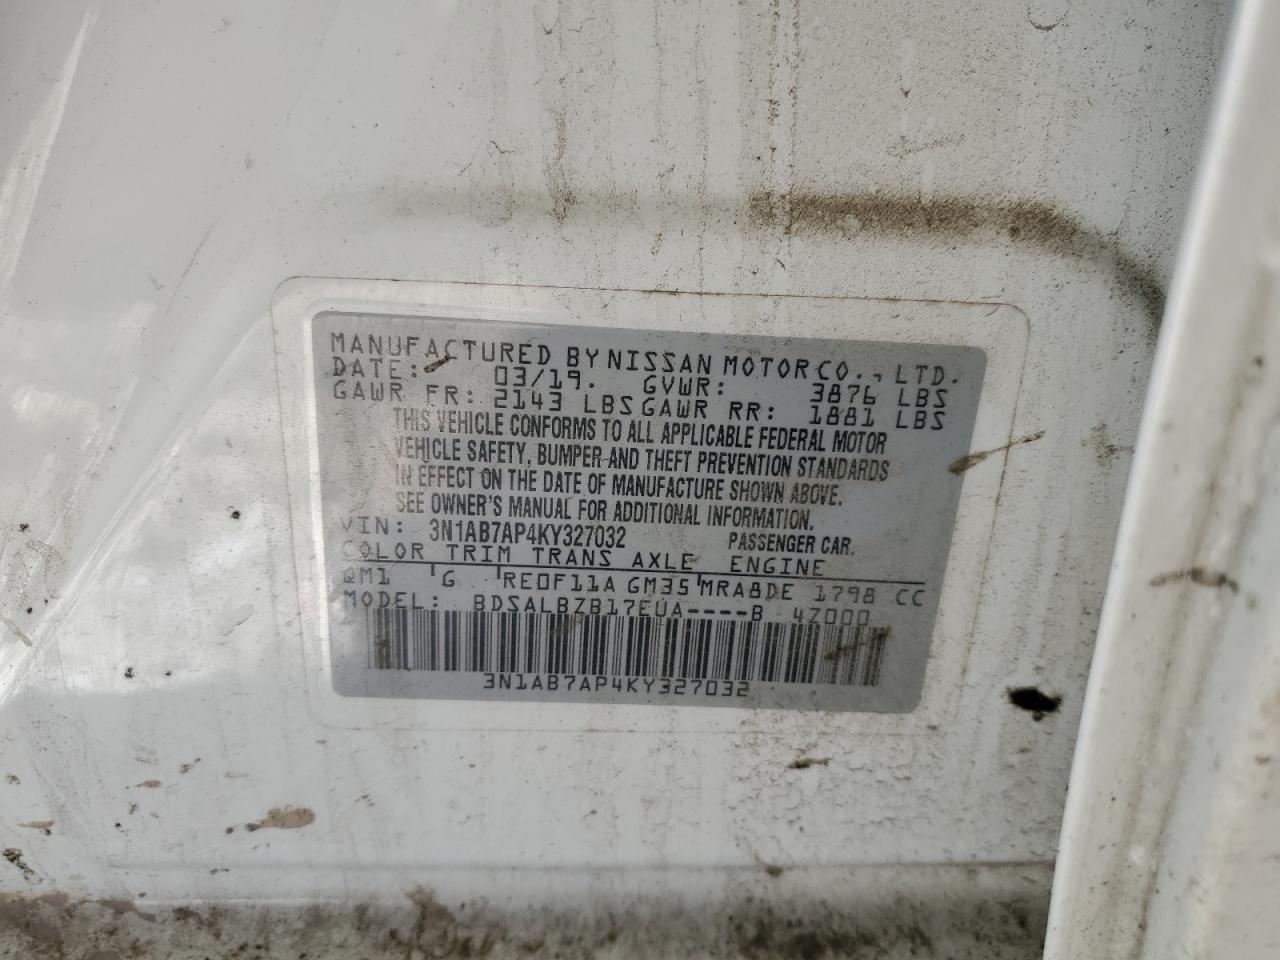 MANUFACTURED BY NISSAN MOTOR CO., LTD.
DATE: 03/19. GVWR: 3876 LBS
GAWR FR: 2143 LBS GAWR RR: 1881 LBS
THIS VEHICLE CONFORMS TO ALL APPLICABLE FEDERAL MOTOR
VEHICLE SAFETY, BUMPER AND THEFT PREVENTION STANDARDS
IN EFFECT ON THE DATE OF MANUFACTURE SHOWN ABOVE.
SEE OWNER'S MANUAL FOR ADDITIONAL INFORMATION.
VIN: 3N1AB7AP4KY327032 PASSENGER CAR.
COLOR TRIM TRANS AXLE ENGINE
QM1 G RE0F11A GM35 MRA8DE 1798 CC
MODEL: BDSALBZB17EUA----B 4Z000
3N1AB7AP4KY327032